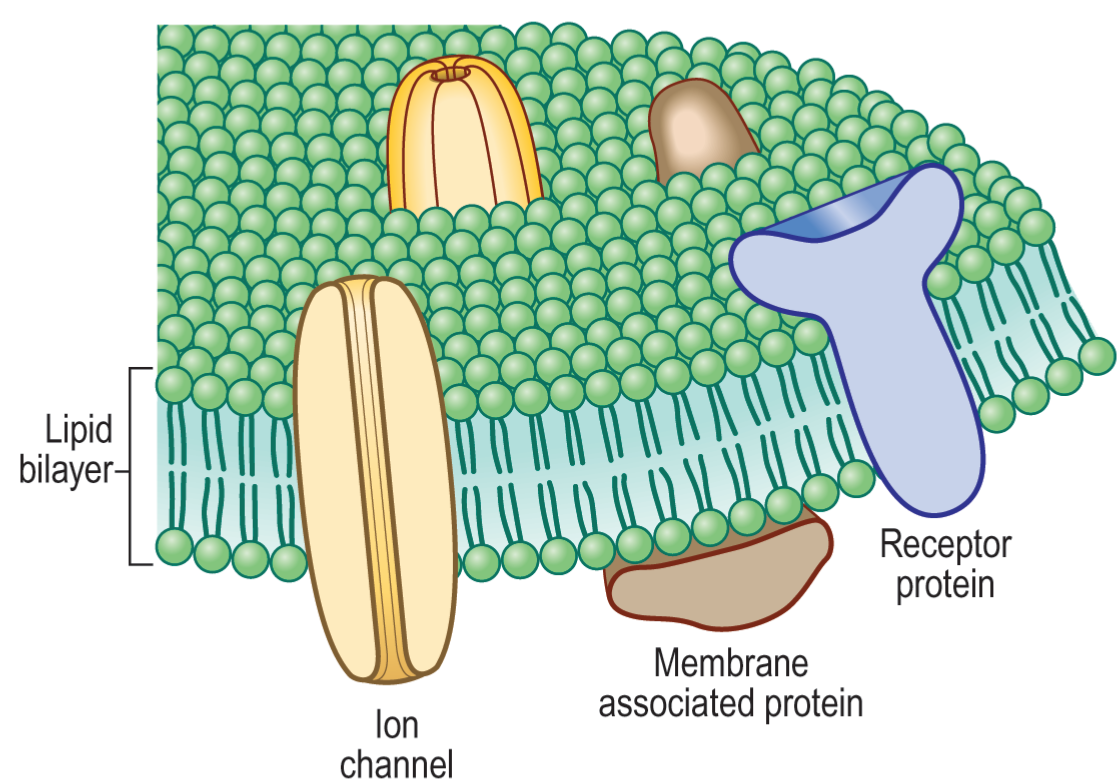 Lipid
bilayer
Receptor
protein
Membrane
associated protein
Ion
channel